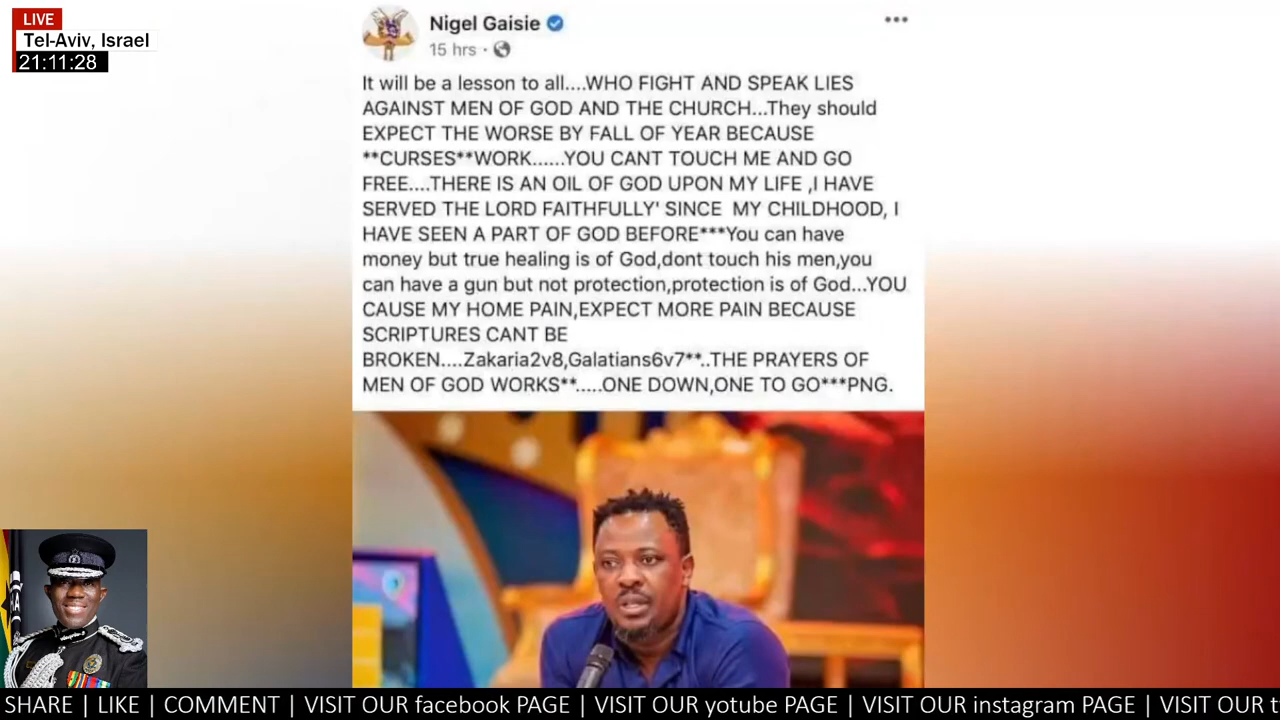 LIVE
Tel-Aviv, Israel
21:11:28
Nigel Gaisie
15 hrs ·
It will be a lesson to all....WHO FIGHT AND SPEAK LIES
AGAINST MEN OF GOD AND THE CHURCH...They should
EXPECT THE WORSE BY FALL OF YEAR BECAUSE
**CURSES**WORK......YOU CANT TOUCH ME AND GO
FREE....THERE IS AN OIL OF GOD UPON MY LIFE ,I HAVE
SERVED THE LORD FAITHFULLY' SINCE  MY CHILDHOOD, I
HAVE SEEN A PART OF GOD BEFORE***You can have
money but true healing is of God,dont touch his men,you
can have a gun but not protection,protection is of God...YOU
CAUSE MY HOME PAIN,EXPECT MORE PAIN BECAUSE
SCRIPTURES CANT BE
BROKEN....Zakaria2v8,Galatians6v7**..THE PRAYERS OF
MEN OF GOD WORKS**.....ONE DOWN,ONE TO GO***PNG.
SHARE | LIKE | COMMENT | VISIT OUR facebook PAGE | VISIT OUR yotube PAGE | VISIT OUR instagram PAGE | VISIT OUR t